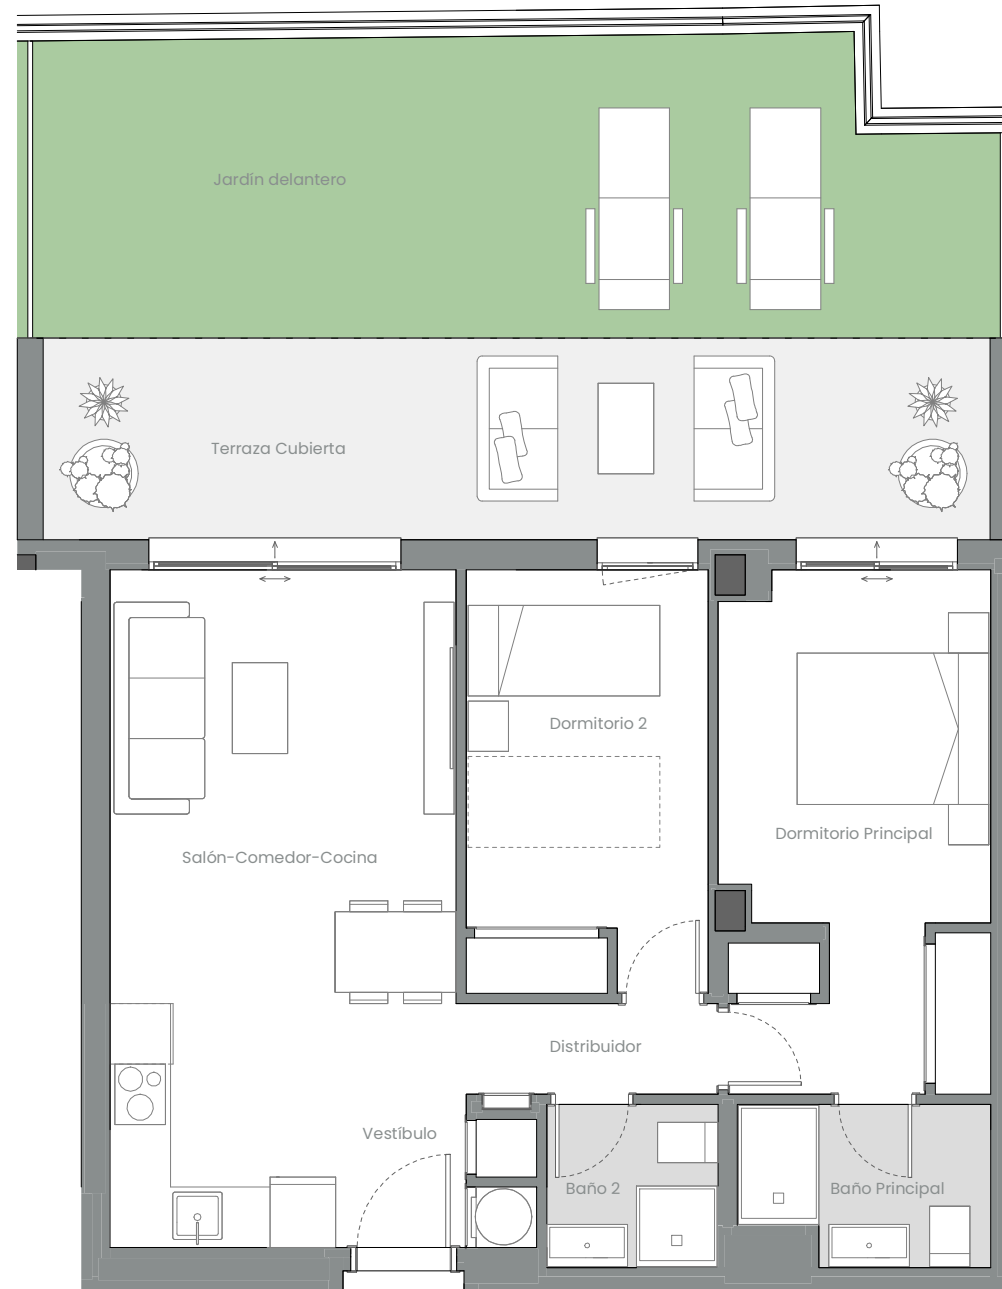 Jardín delantero
Terraza Cubierta
Dormitorio 2
Dormitorio Principal
Salón-Comedor-Cocina
Distribuidor
Vestíbulo
Baño 2
Baño Principal